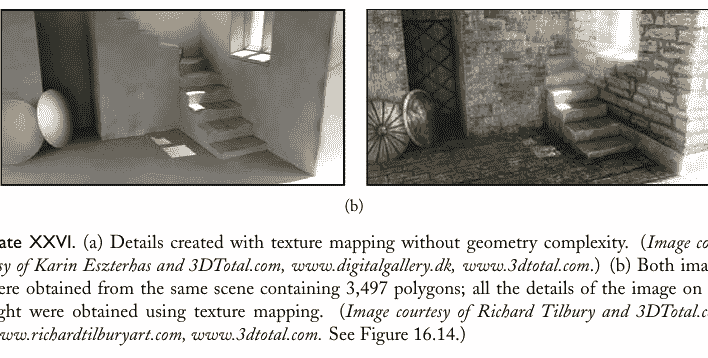 (b)
ate XXVI. (a) Details created with texture mapping without geometry complexity. (Image co
sy of Karin Eszterhas and 3DTotal.com, www.digitalgallery.dk, www.3dtotal.com.) (b) Both ima
ere obtained from the same scene containing 3,497 polygons; all the details of the image on
ght were obtained using texture mapping. (Image courtesy of Richard Tilbury and 3DTotal.c
ww.richardtilburyart.com, www.3dtotal.com. See Figure 16.14.)